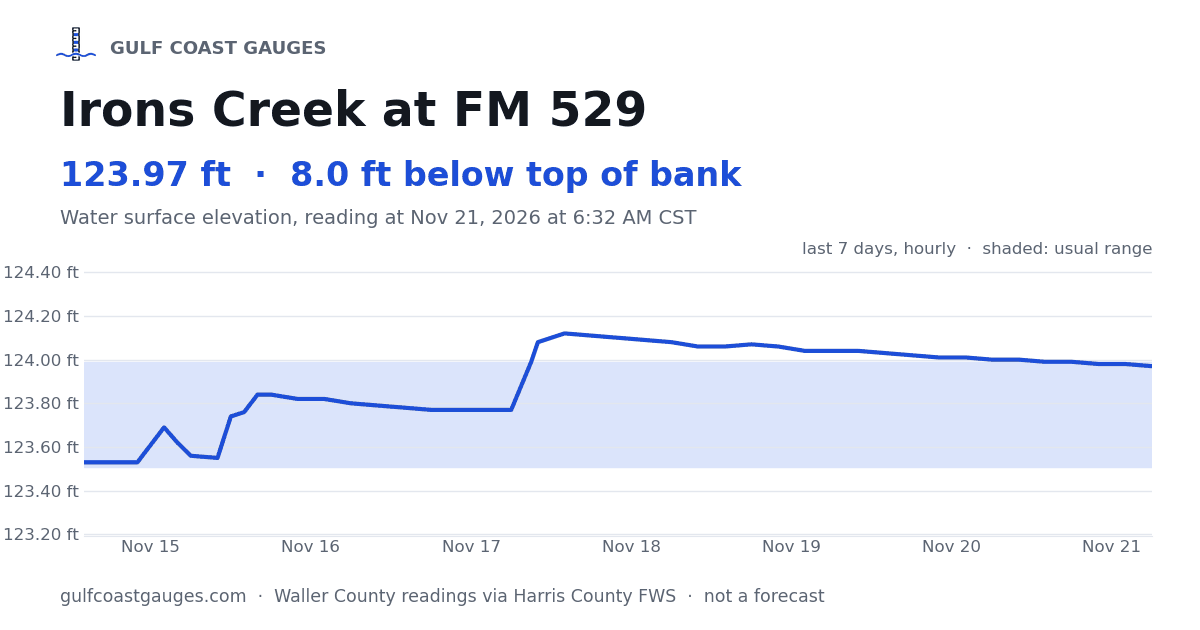 GULF COAST GAUGES
Irons Creek at FM 529
123.97 ft · 8.0 ft below top of bank
Water surface elevation, reading at Nov 21, 2026 at 6:32 AM CST
last 7 days, hourly · shaded: usual range
124.40 ft
124.20 ft
124.00 ft
123.80 ft
123.60 ft
123.40 ft
123.20 ft
Nov 15 Nov 16 Nov 17 Nov 18 Nov 19 Nov 20 Nov 21
gulfcoastgauges.com · Waller County readings via Harris County FWS · not a forecast